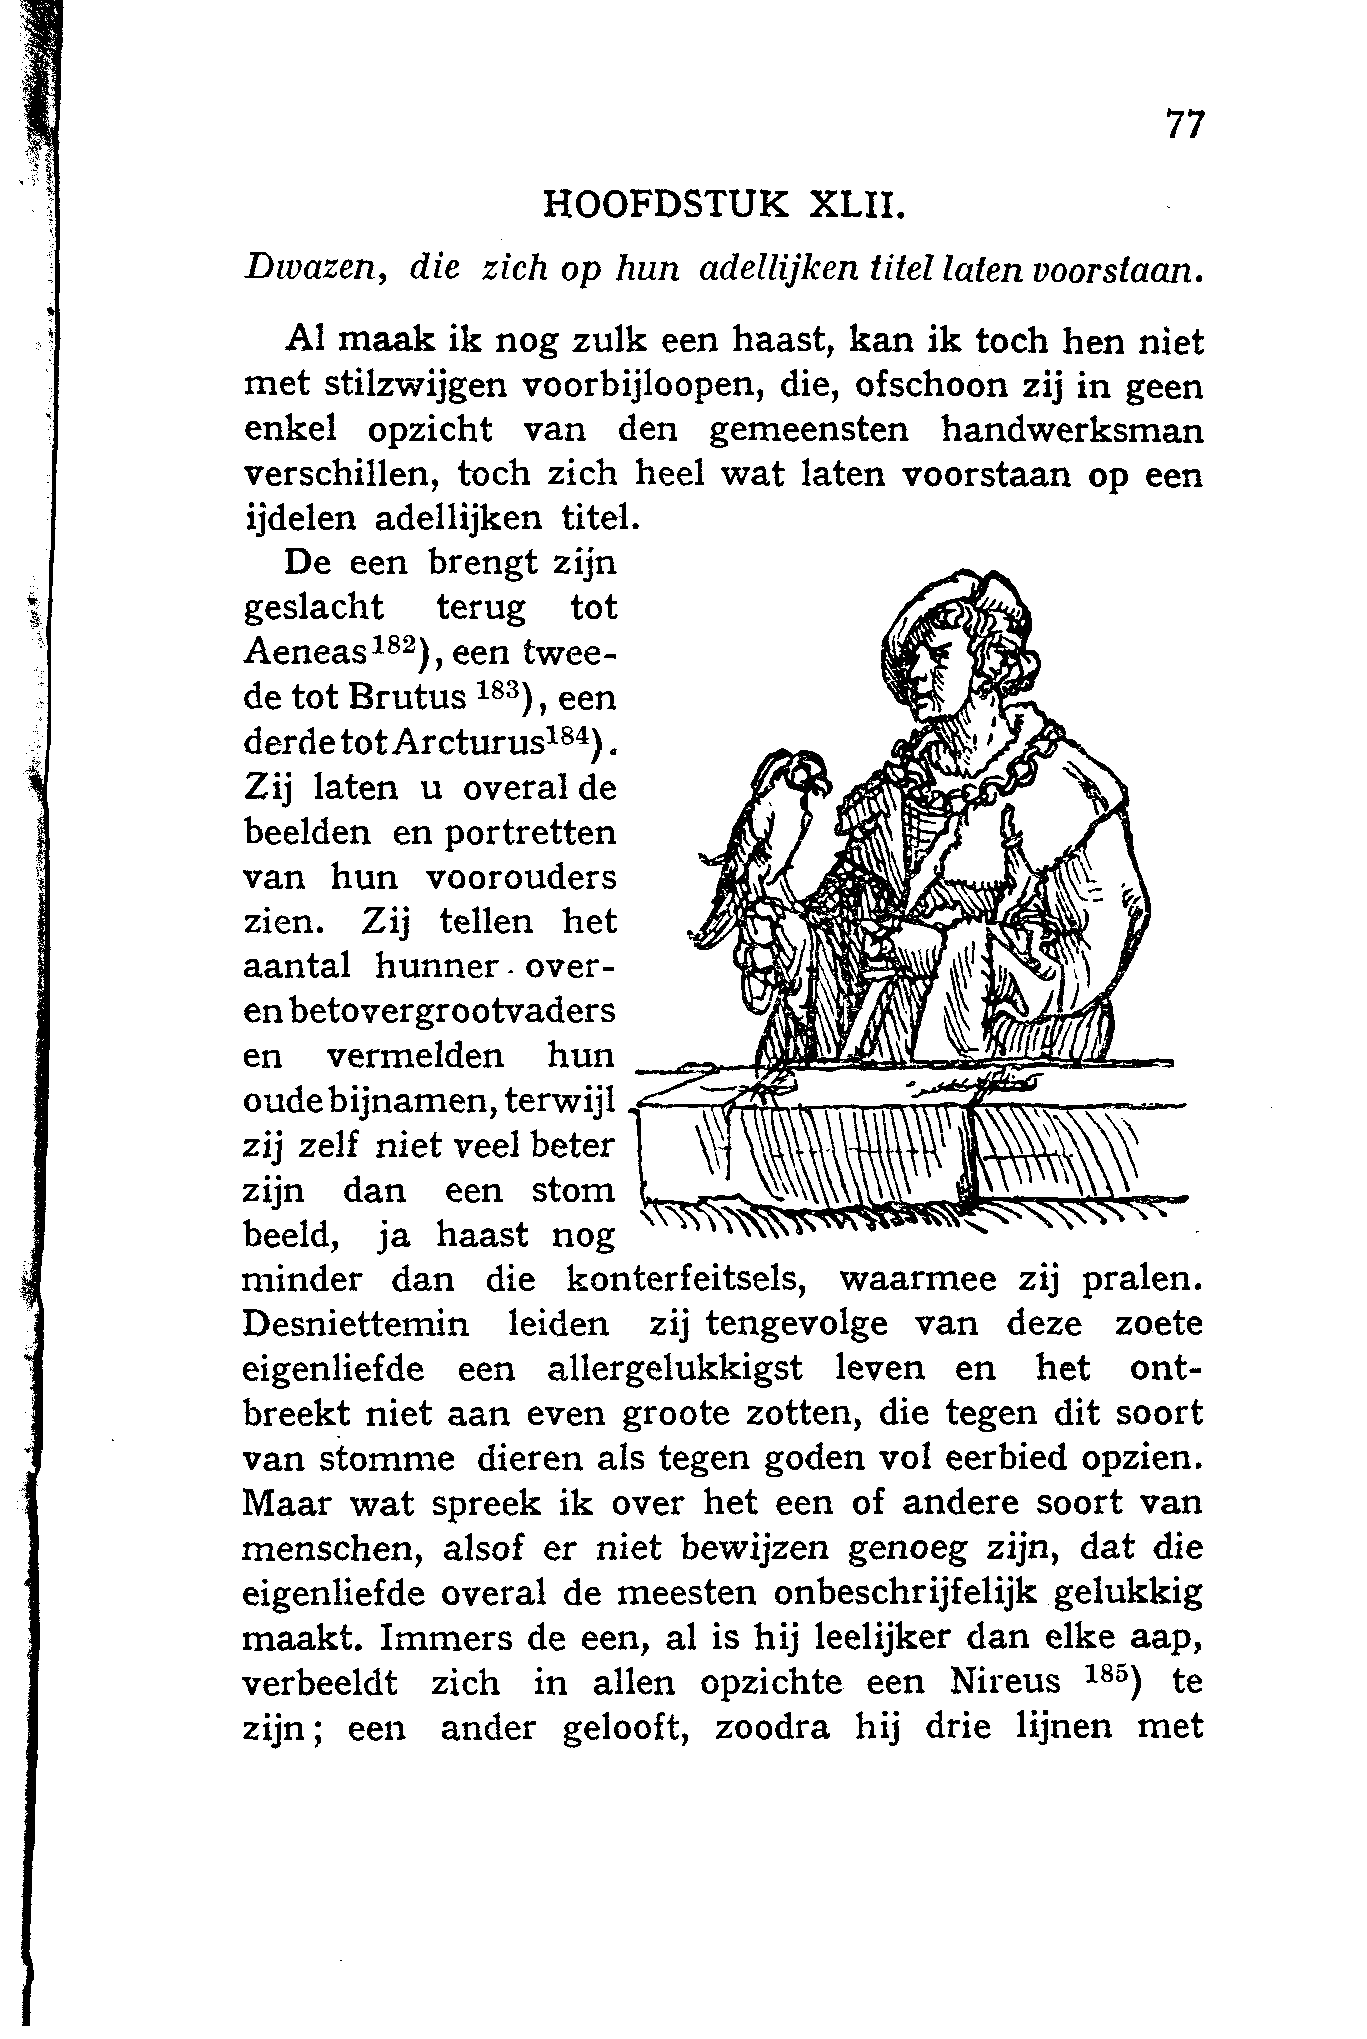 77
HOOFDSTUK XLII.
Dwazen, die zich op hun adellijken titel laten voorstaan.
Al maak ik nog zulk een haast, kan ik toch hen niet
met stilzwijgen voorbijloopen, die, ofschoon zij in geen
enkel opzicht van den gemeensten handwerksman
verschillen, toch zich heel wat laten voorstaan op een
ijdelen adellijken titel.
De een brengt zijn
geslacht terug tot
Aeneas¹⁸²), een twee-
de tot Brutus ¹⁸³), een
derde tot Arcturus¹⁸⁴).
Zij laten u overal de
beelden en portretten
van hun voorouders
zien. Zij tellen het
aantal hunner over-
en betovergrootvaders
en vermelden hun
oude bijnamen, terwijl
zij zelf niet veel beter
zijn dan een stom
beeld, ja haast nog
minder dan die konterfeitsels, waarmee zij pralen.
Desniettemin leiden zij tengevolge van deze zoete
eigenliefde een allergelukkigst leven en het ont-
breekt niet aan even groote zotten, die tegen dit soort
van stomme dieren als tegen goden vol eerbied opzien.
Maar wat spreek ik over het een of andere soort van
menschen, alsof er niet bewijzen genoeg zijn, dat die
eigenliefde overal de meesten onbeschrijfelijk gelukkig
maakt. Immers de een, al is hij leelijker dan elke aap,
verbeeldt zich in allen opzichte een Nireus ¹⁸⁵) te
zijn; een ander gelooft, zoodra hij drie lijnen met